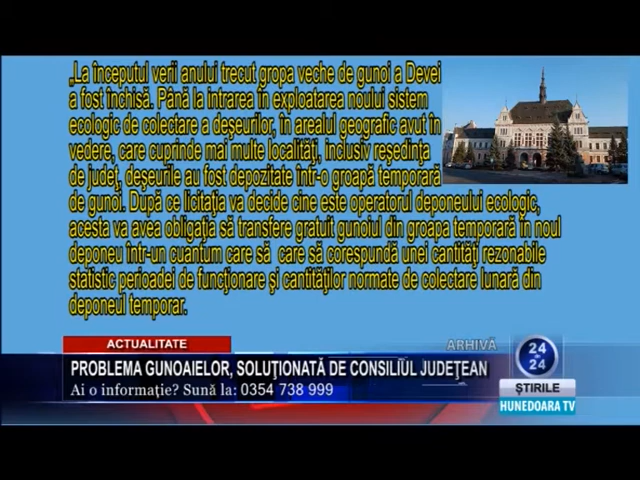 „La începutul verii anului trecut gropa veche de gunoi a Devei
a fost închisă. Până la intrarea în exploatarea noului sistem
ecologic de colectare a deşeurilor, în arealul geografic avut în
vedere, care cuprinde mai multe localităţi, inclusiv reşedinţa
de judeţ, deşeurile au fost depozitate într-o groapă temporară
de gunoi. După ce licitaţia va decide cine este operatorul deponeului ecologic,
acesta va avea obligaţia să transfere gratuit gunoiul din groapa temporară în noul
deponeu într-un cuantum care să  care să corespundă unei cantităţi rezonabile
statistic perioadei de funcţionare şi cantităţilor normate de colectare lunară din
deponeul temporar.
ACTUALITATE
ARHIVĂ
PROBLEMA GUNOAIELOR, SOLUŢIONATĂ DE CONSILIUL JUDEŢEAN
Ai o informaţie? Sună la: 0354 738 999
24
din
24
ŞTIRILE
HUNEDOARA TV